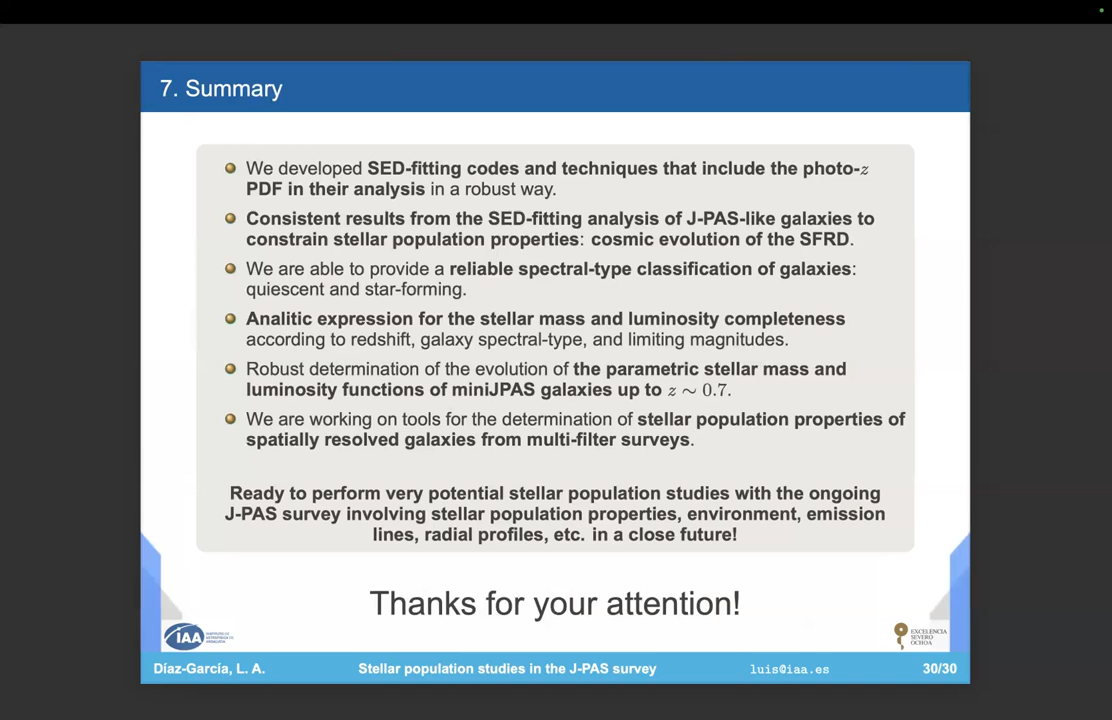 7. Summary
We developed SED-fitting codes and techniques that include the photo-z
PDF in their analysis in a robust way.
Consistent results from the SED-fitting analysis of J-PAS-like galaxies to
constrain stellar population properties: cosmic evolution of the SFRD.
We are able to provide a reliable spectral-type classification of galaxies:
quiescent and star-forming.
Analitic expression for the stellar mass and luminosity completeness
according to redshift, galaxy spectral-type, and limiting magnitudes.
Robust determination of the evolution of the parametric stellar mass and
luminosity functions of miniJPAS galaxies up to z ∼ 0.7.
We are working on tools for the determination of stellar population properties of
spatially resolved galaxies from multi-filter surveys.
Ready to perform very potential stellar population studies with the ongoing
J-PAS survey involving stellar population properties, environment, emission
lines, radial profiles, etc. in a close future!
Thanks for your attention!
iAA
EXCELENCIA
SEVERO
OCHOA
Díaz-García, L. A.
Stellar population studies in the J-PAS survey
luis@iaa.es
30/30